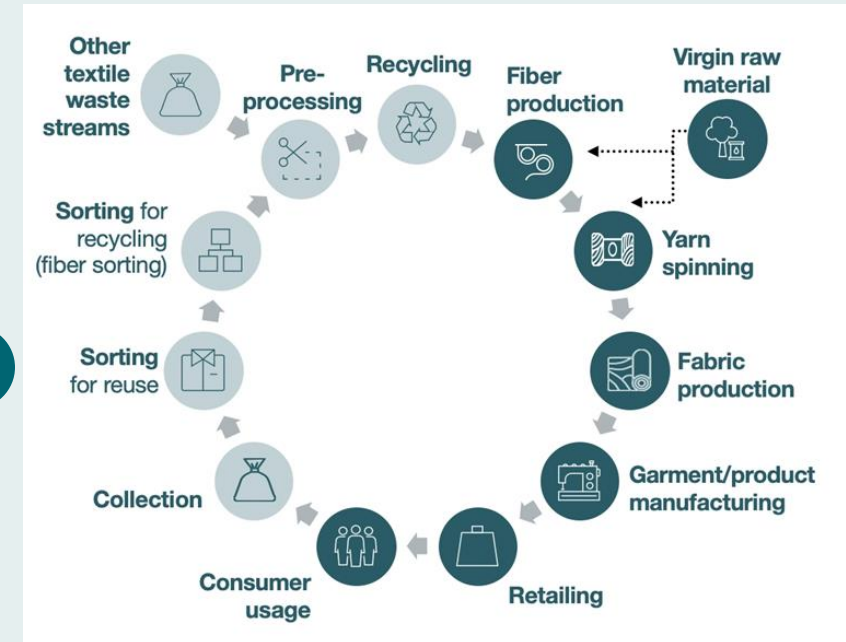 Other
textile
waste
streams
Pre-
processing
Recycling
Fiber
production
Virgin raw
material
Yarn
spinning
Fabric
production
Garment/product
manufacturing
Retailing
Consumer
usage
Collection
Sorting
for reuse
Sorting for
recycling
(fiber sorting)